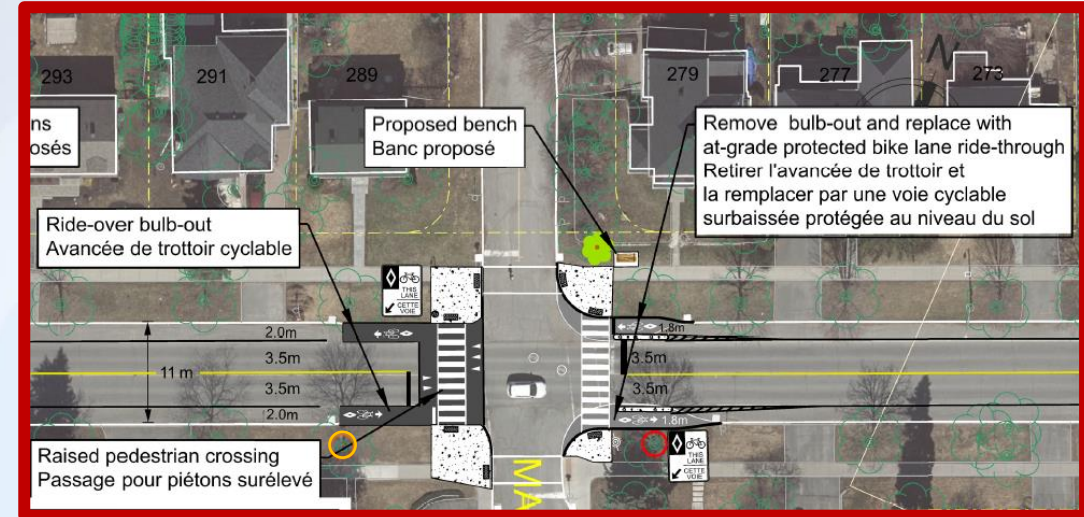 293
291
289
279
277
273
N
ns
osés
Proposed bench
Banc proposé
Remove bulb-out and replace with
at-grade protected bike lane ride-through
Retirer l'avancée de trottoir et
la remplacer par une voie cyclable
surbaissée protégée au niveau du sol
Ride-over bulb-out
Avancée de trottoir cyclable
THIS
LANE
CETTE
VOIE
2.0m
3.5m
11 m
3.5m
2.0m
1.8m
3.5m
3.5m
1.8m
THIS
LANE
CETTE
VOIE
Raised pedestrian crossing
Passage pour piétons surélevé
MA